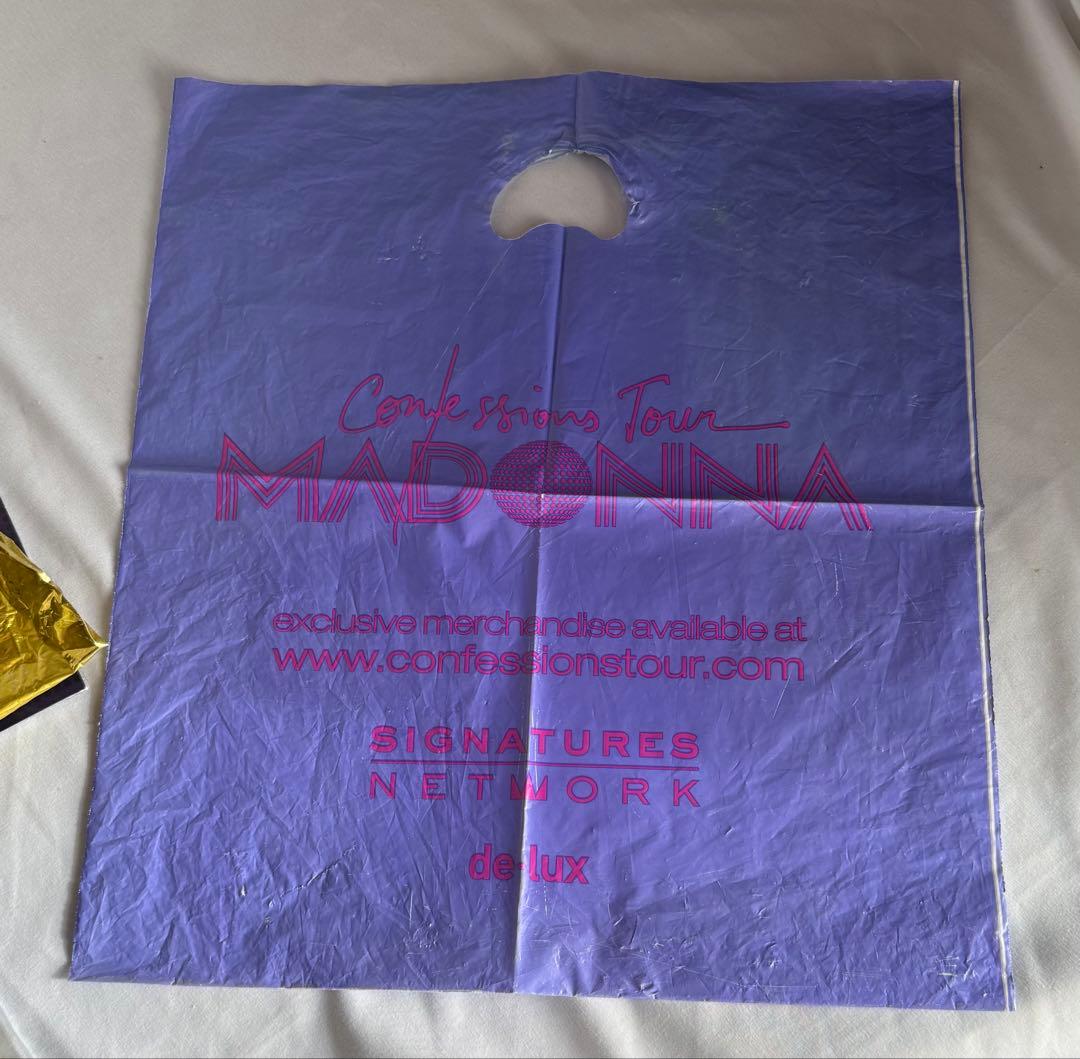 Confessions Tour
MADONNA
exclusive merchandise available at
www.confessionstour.com
SIGNATURES
NETWORK
de·lux